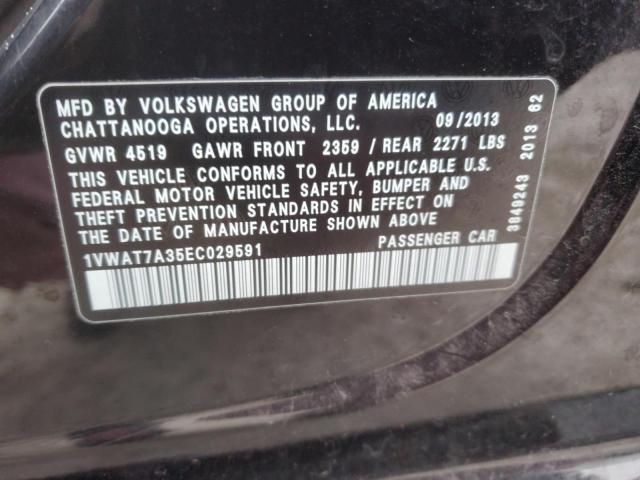 MFD BY VOLKSWAGEN GROUP OF AMERICA
CHATTANOOGA OPERATIONS, LLC. 09/2013
GVWR 4519 GAWR FRONT 2359 / REAR 2271 LBS
THIS VEHICLE CONFORMS TO ALL APPLICABLE U.S.
FEDERAL MOTOR VEHICLE SAFETY, BUMPER AND
THEFT PREVENTION STANDARDS IN EFFECT ON
THE DATE OF MANUFACTURE SHOWN ABOVE
1VWAT7A35EC029591 PASSENGER CAR
3849243 2013 62